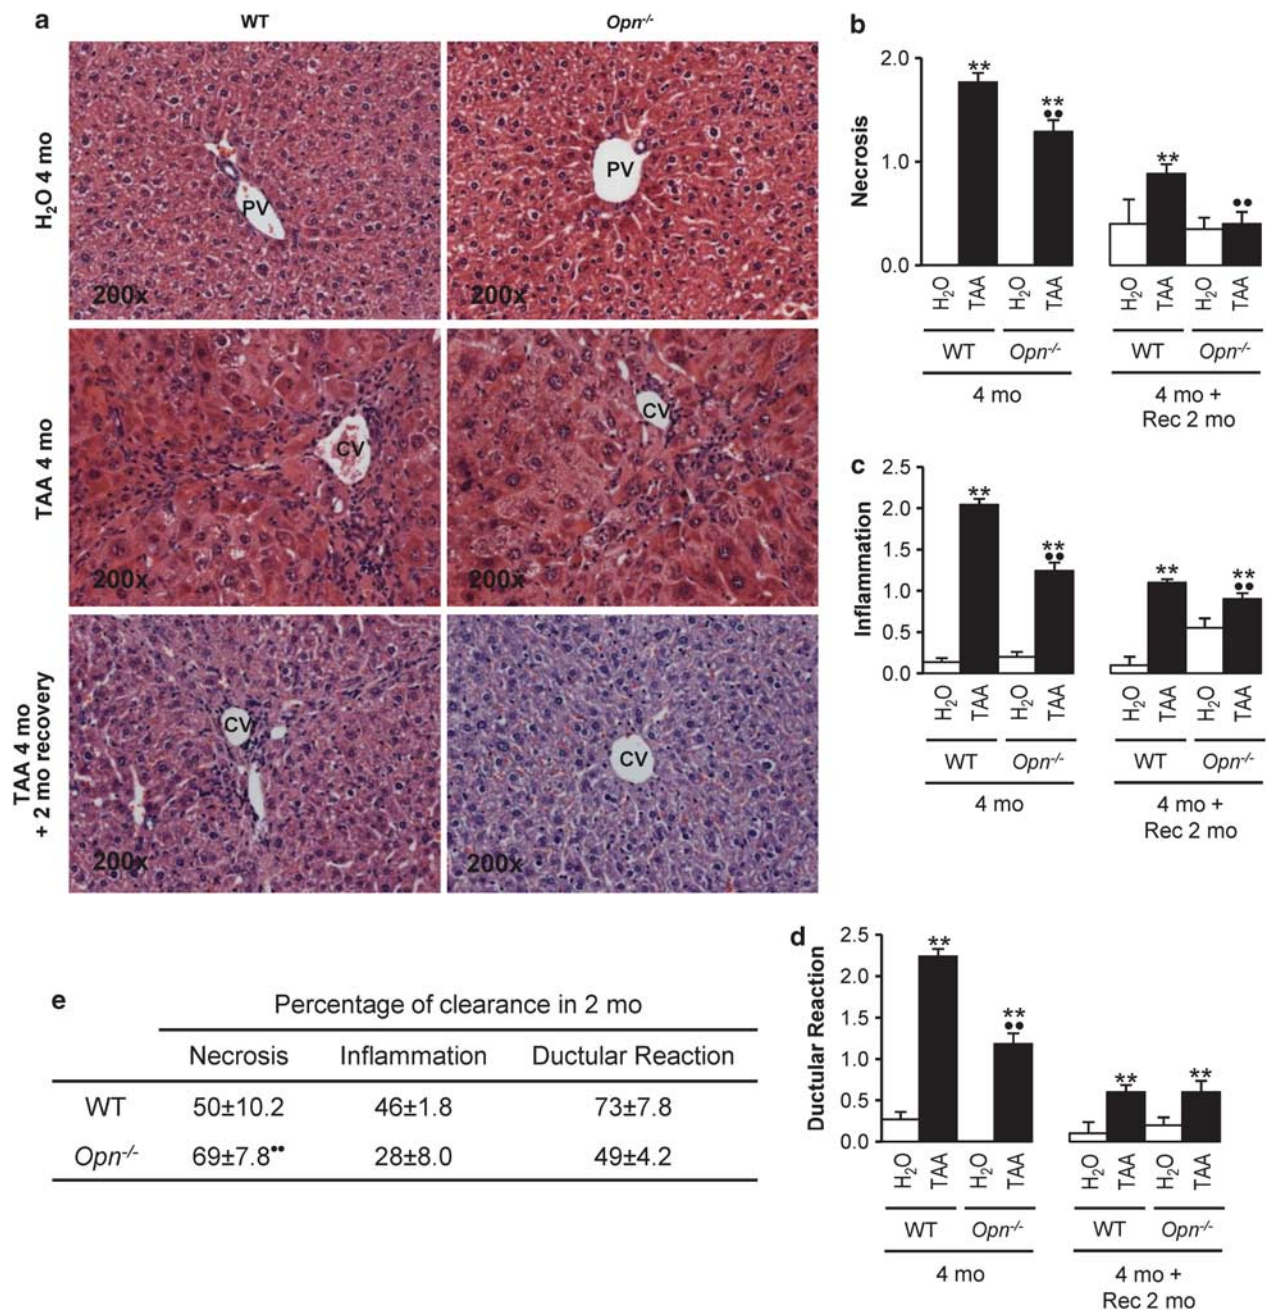 a
WT
Opn-/-
H2O 4 mo
PV
200x
PV
200x
TAA 4 mo
CV
200x
CV
200x
TAA 4 mo
+ 2 mo recovery
CV
200x
CV
200x
b
Necrosis
2.0
1.0
0.0
**
**
••
**
••
H2O TAA H2O TAA H2O TAA H2O TAA
WT Opn-/- WT Opn-/-
4 mo 4 mo +
Rec 2 mo
c
Inflammation
2.5
2.0
1.5
1.0
0.5
0.0
**
**
••
**
**
••
H2O TAA H2O TAA H2O TAA H2O TAA
WT Opn-/- WT Opn-/-
4 mo 4 mo +
Rec 2 mo
d
Ductular Reaction
2.5
2.0
1.5
1.0
0.5
0.0
**
**
••
**
**
H2O TAA H2O TAA H2O TAA H2O TAA
WT Opn-/- WT Opn-/-
4 mo 4 mo +
Rec 2 mo
e
Percentage of clearance in 2 mo
Necrosis Inflammation Ductular Reaction
WT 50±10.2 46±1.8 73±7.8
Opn-/- 69±7.8•• 28±8.0 49±4.2